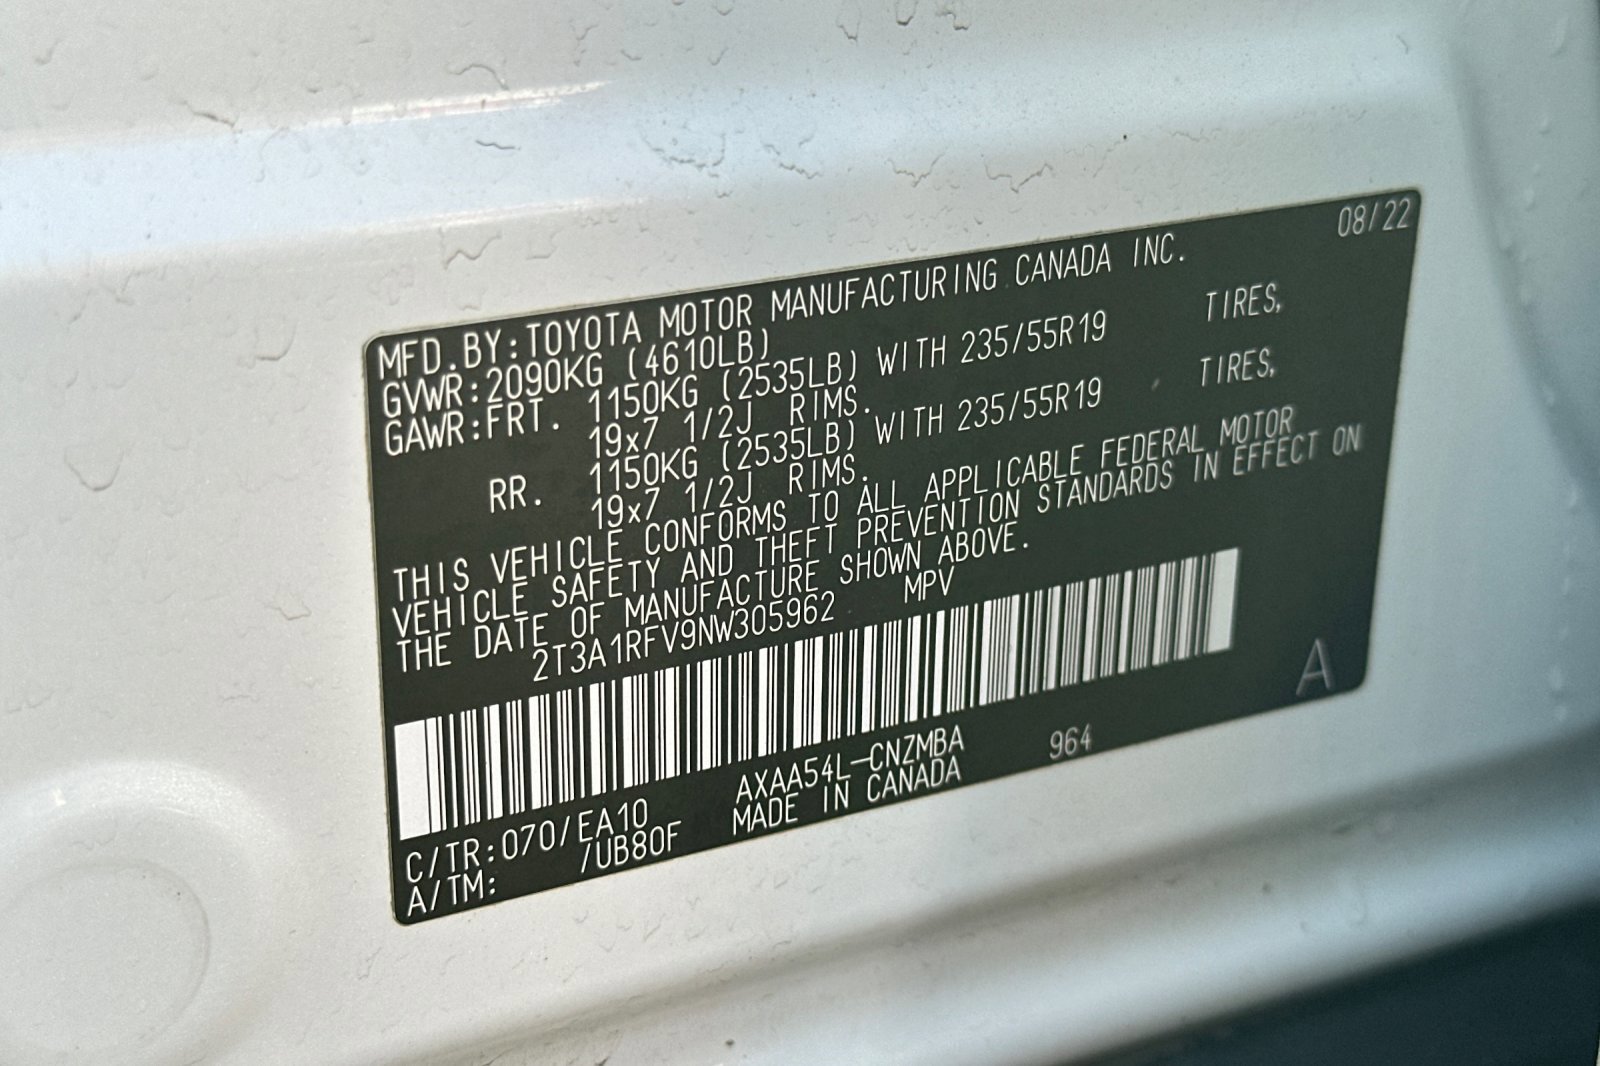 08/22
MFD.BY:TOYOTA MOTOR MANUFACTURING CANADA INC.
GVWR:2090KG (4610LB)
GAWR:FRT. 1150KG (2535LB) WITH 235/55R19 TIRES,
19x7 1/2J RIMS.
RR. 1150KG (2535LB) WITH 235/55R19 TIRES,
19x7 1/2J RIMS.
THIS VEHICLE CONFORMS TO ALL APPLICABLE FEDERAL MOTOR
VEHICLE SAFETY AND THEFT PREVENTION STANDARDS IN EFFECT ON
THE DATE OF MANUFACTURE SHOWN ABOVE.
2T3A1RFV9NW305962 MPV
A
C/TR:070/EA10 AXAA54L-CNZMBA 964
A/TM: /UB80F MADE IN CANADA